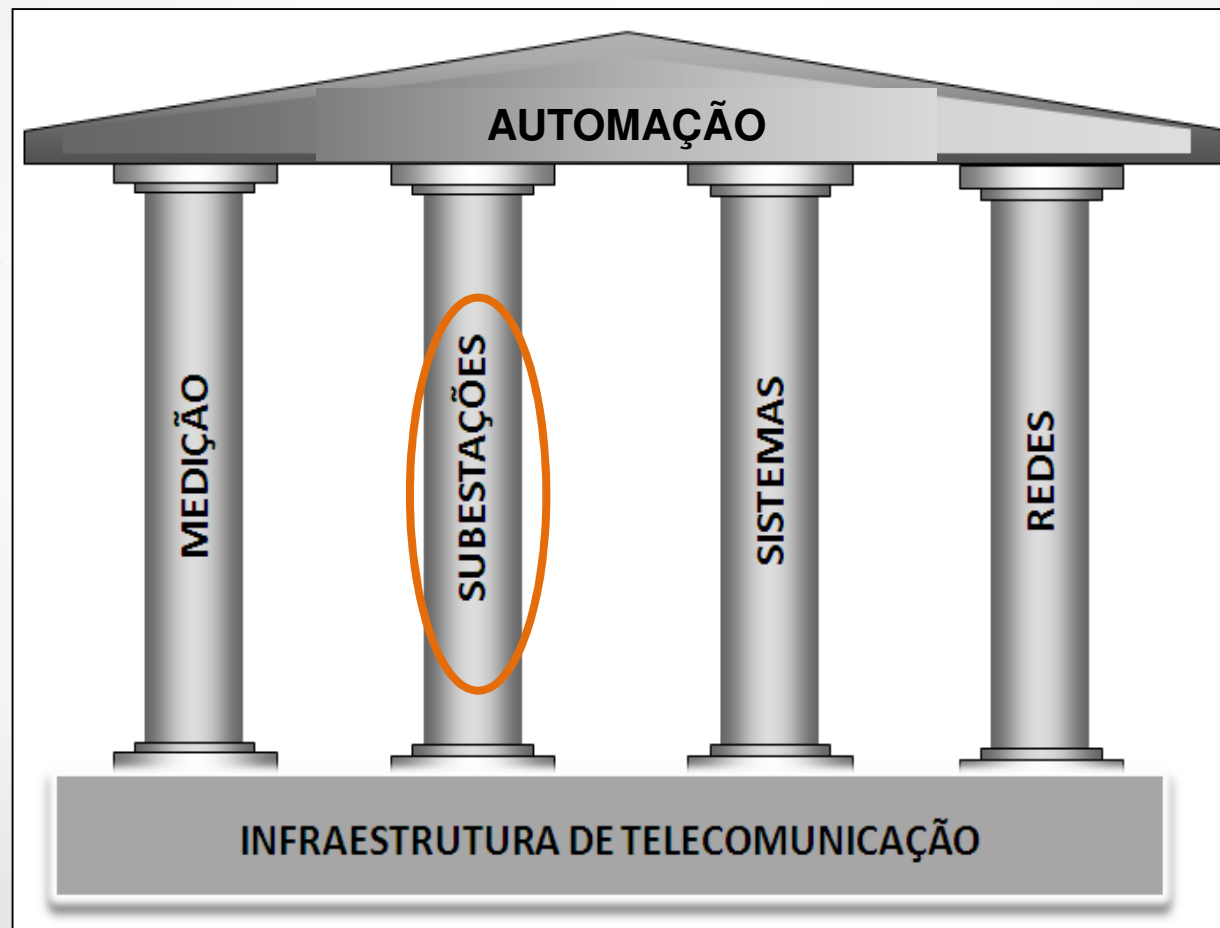 AUTOMAÇÃO
MEDIÇÃO
SUBESTAÇÕES
SISTEMAS
REDES
INFRAESTRUTURA DE TELECOMUNICAÇÃO